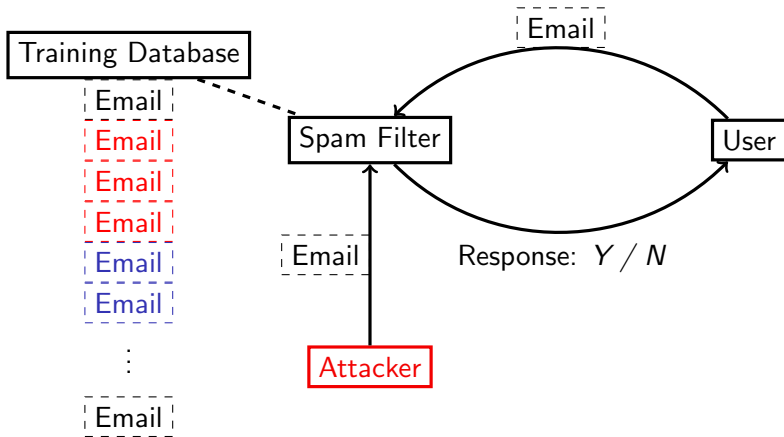 Email
Training Database
Email
Email
Email
Email
Email
Email
⋮
Email
Spam Filter
User
Email
Response: Y / N
Attacker